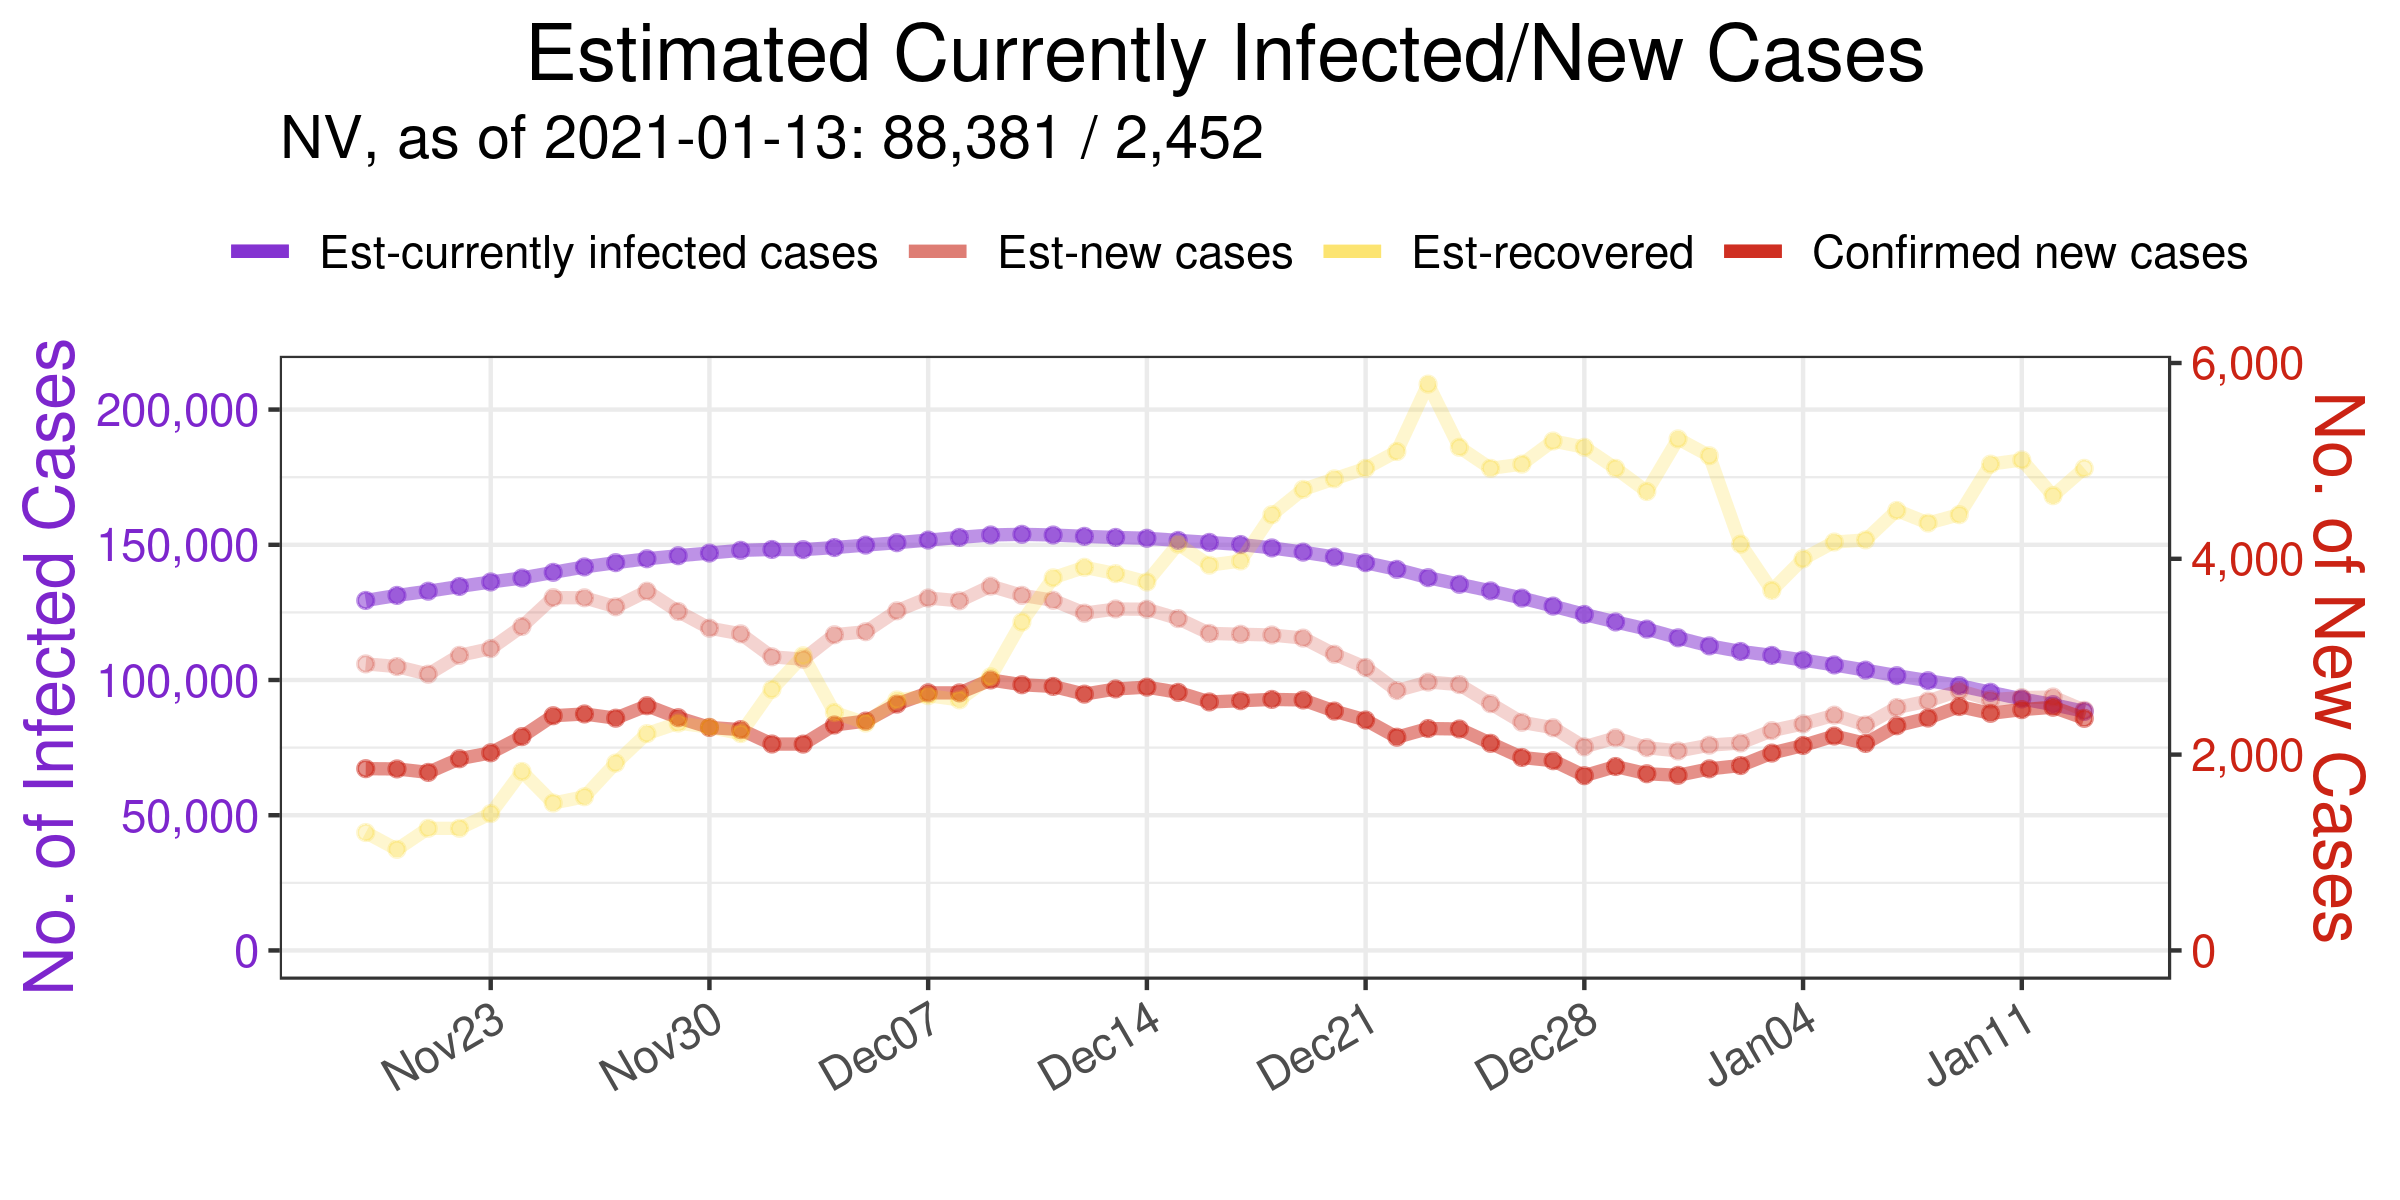 Estimated Currently Infected/New Cases
NV, as of 2021-01-13: 88,381 / 2,452
Est-currently infected cases Est-new cases Est-recovered Confirmed new cases
No. of Infected Cases
200,000
150,000
100,000
50,000
0
6,000
4,000
2,000
0
No. of New Cases
Nov23 Nov30 Dec07 Dec14 Dec21 Dec28 Jan04 Jan11